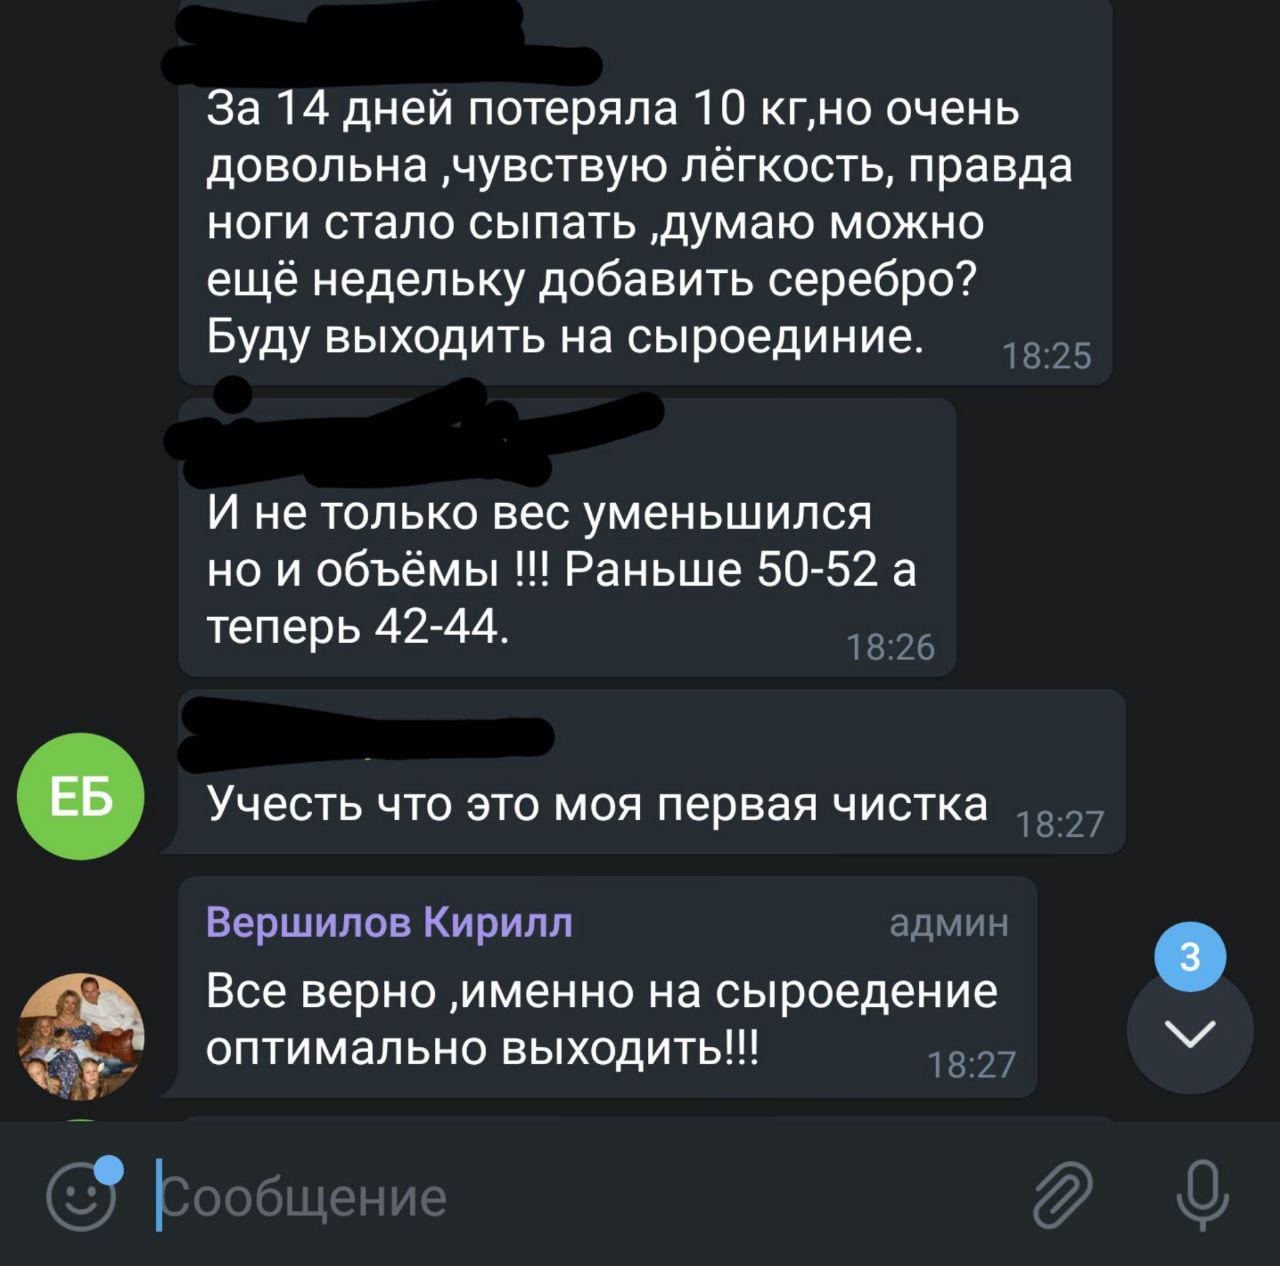 За 14 дней потеряла 10 кг,но очень
довольна ,чувствую лёгкость, правда
ноги стало сыпать ,думаю можно
ещё недельку добавить серебро?
Буду выходить на сыроединие.
18:25
И не только вес уменьшился
но и объёмы !!! Раньше 50-52 а
теперь 42-44.
18:26
ЕБ
Учесть что это моя первая чистка
18:27
Вершилов Кирилл
админ
Все верно ,именно на сыроедение
оптимально выходить!!!
18:27
3
Сообщение